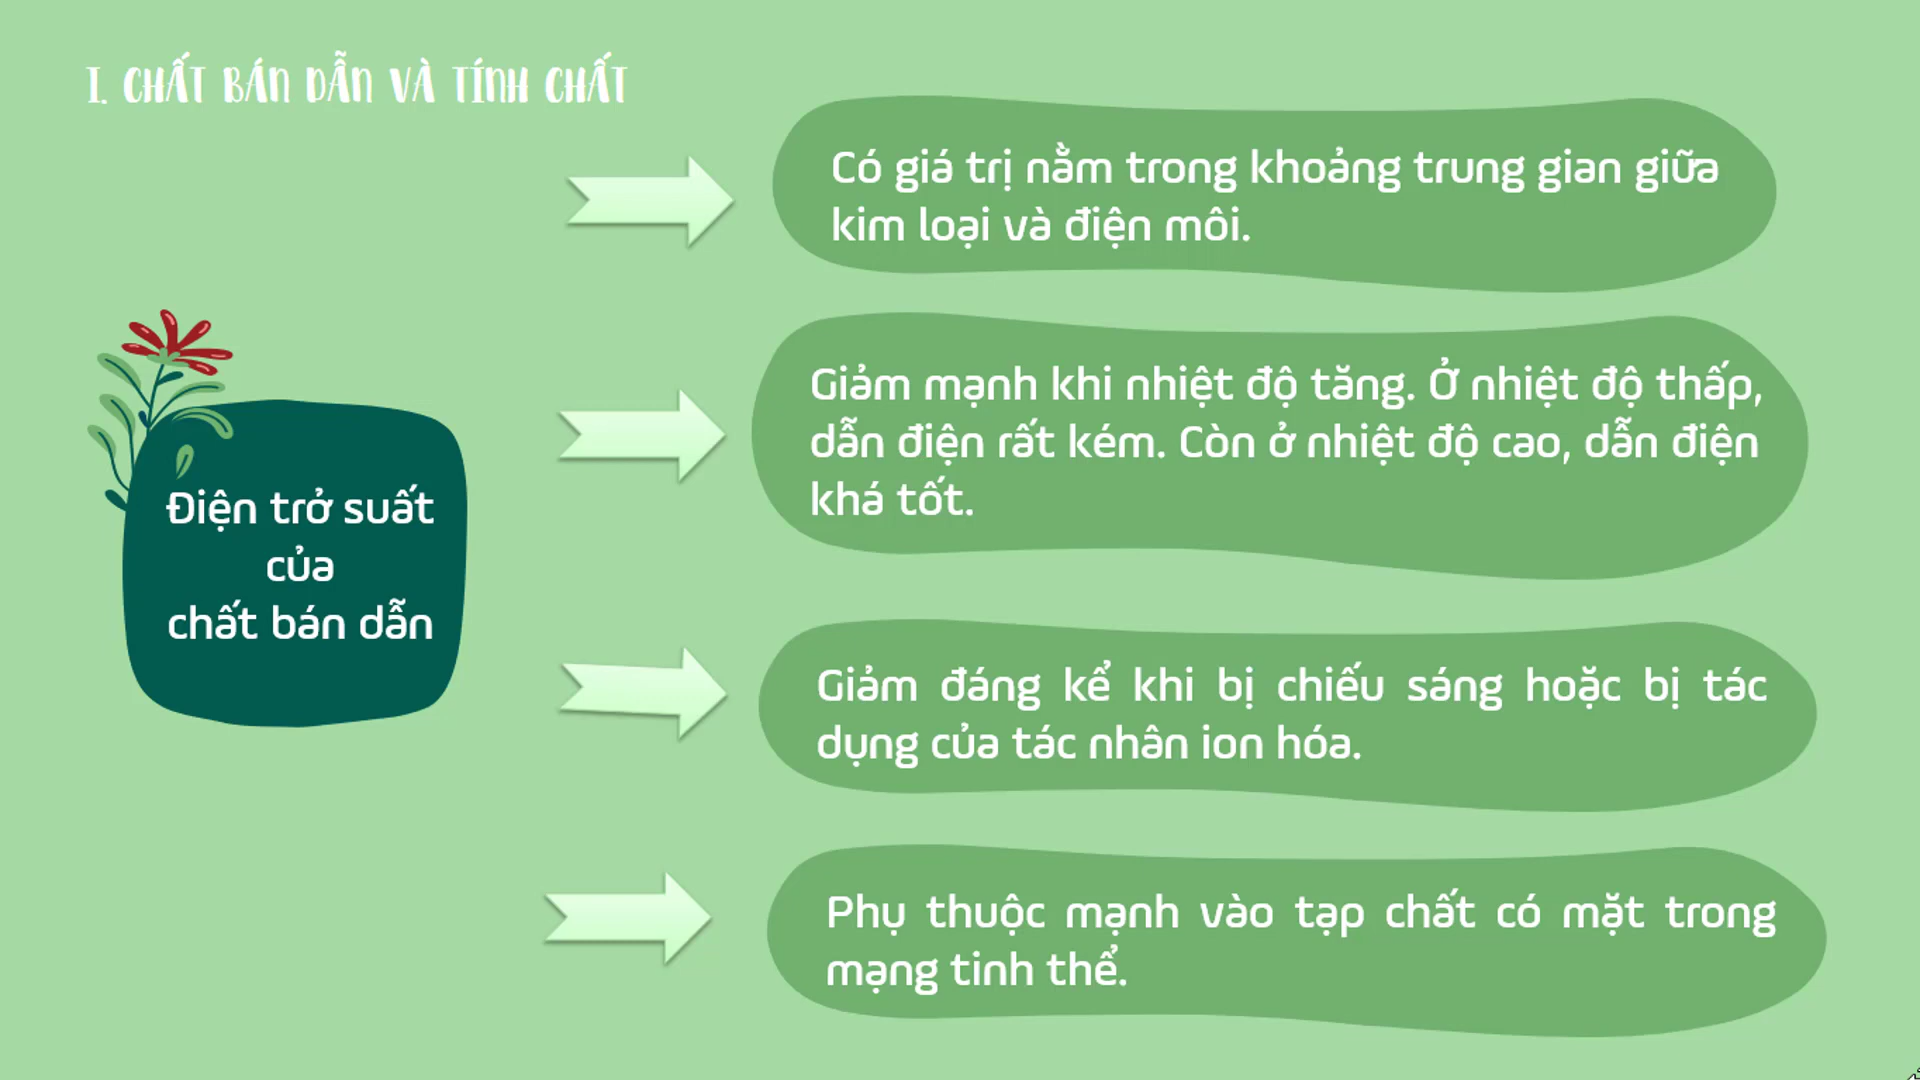 I. CHẤT BÁN DẪN VÀ TÍNH CHẤT
Có giá trị nằm trong khoảng trung gian giữa
kim loại và điện môi.
Giảm mạnh khi nhiệt độ tăng. Ở nhiệt độ thấp,
dẫn điện rất kém. Còn ở nhiệt độ cao, dẫn điện
khá tốt.
Điện trở suất
của
chất bán dẫn
Giảm đáng kể khi bị chiếu sáng hoặc bị tác
dụng của tác nhân ion hóa.
Phụ thuộc mạnh vào tạp chất có mặt trong
mạng tinh thể.